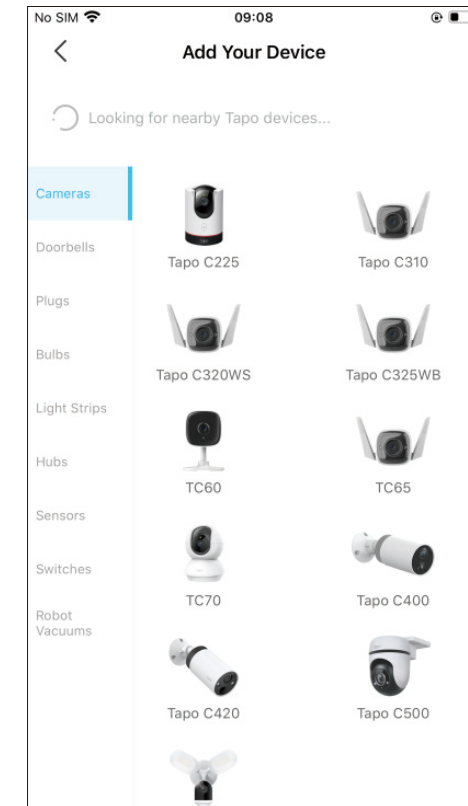 No SIM 09:08
Add Your Device
Looking for nearby Tapo devices...
Cameras
Doorbells
Plugs
Bulbs
Light Strips
Hubs
Sensors
Switches
Robot
Vacuums
Tapo C225 Tapo C310
Tapo C320WS Tapo C325WB
TC60 TC65
TC70 Tapo C400
Tapo C420 Tapo C500